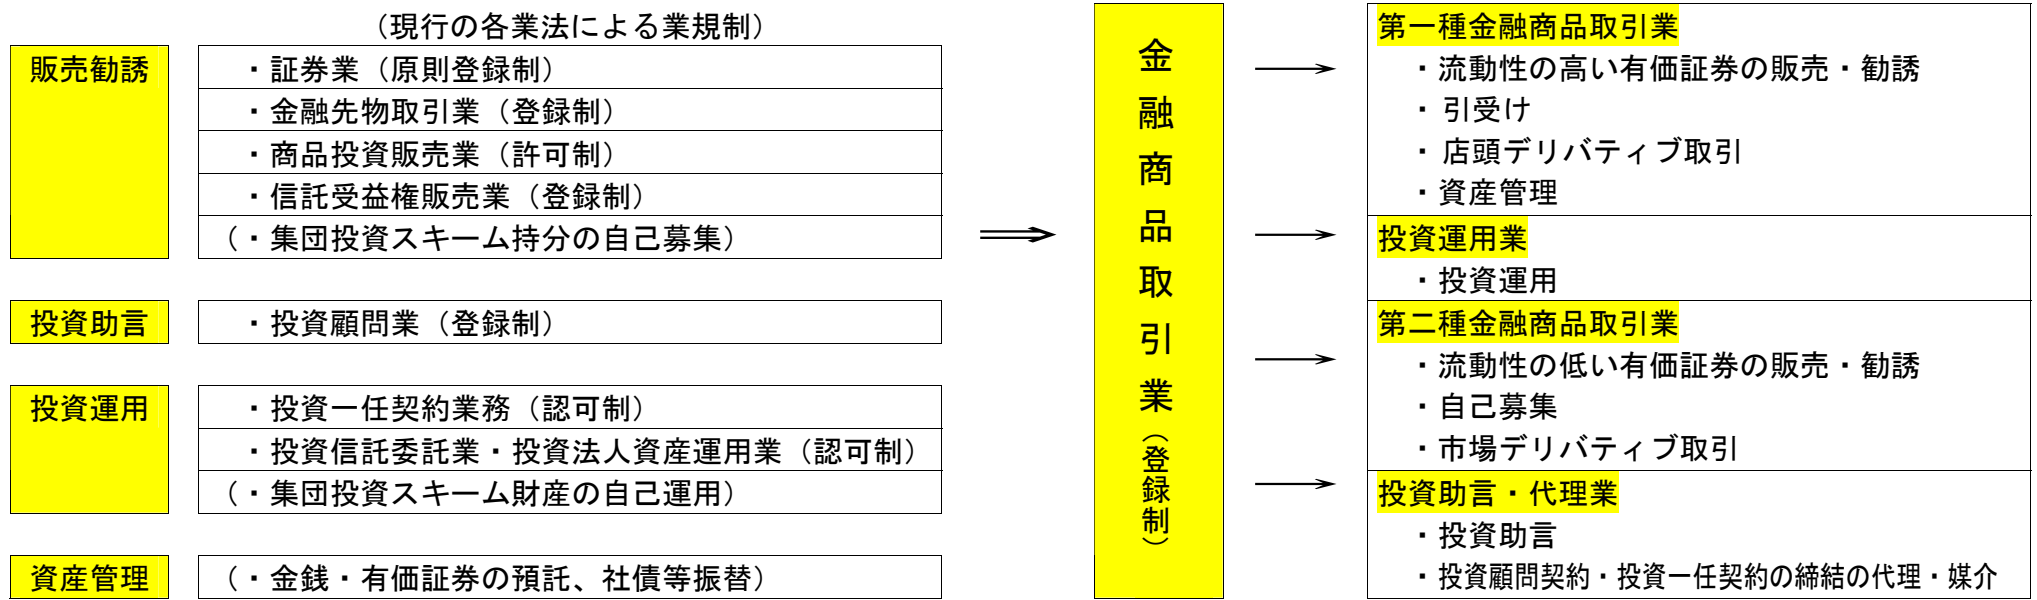 （現行の各業法による業規制）
販売勧誘
・証券業（原則登録制）
・金融先物取引業（登録制）
・商品投資販売業（許可制）
・信託受益権販売業（登録制）
（・集団投資スキーム持分の自己募集）
投資助言
・投資顧問業（登録制）
投資運用
・投資一任契約業務（認可制）
・投資信託委託業・投資法人資産運用業（認可制）
（・集団投資スキーム財産の自己運用）
資産管理
（・金銭・有価証券の預託、社債等振替）
⇒
金融商品取引業（登録制）
→
第一種金融商品取引業
・流動性の高い有価証券の販売・勧誘
・引受け
・店頭デリバティブ取引
・資産管理
→
投資運用業
・投資運用
→
第二種金融商品取引業
・流動性の低い有価証券の販売・勧誘
・自己募集
・市場デリバティブ取引
→
投資助言・代理業
・投資助言
・投資顧問契約・投資一任契約の締結の代理・媒介